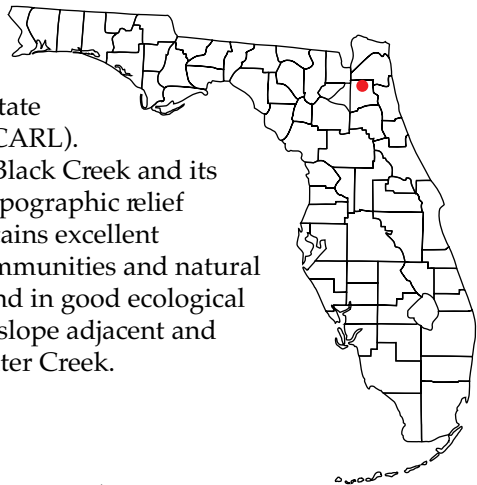 tate
CARL).
Black Creek and its
pographic relief
ains excellent
mmunities and natural
nd in good ecological
slope adjacent and
ter Creek.